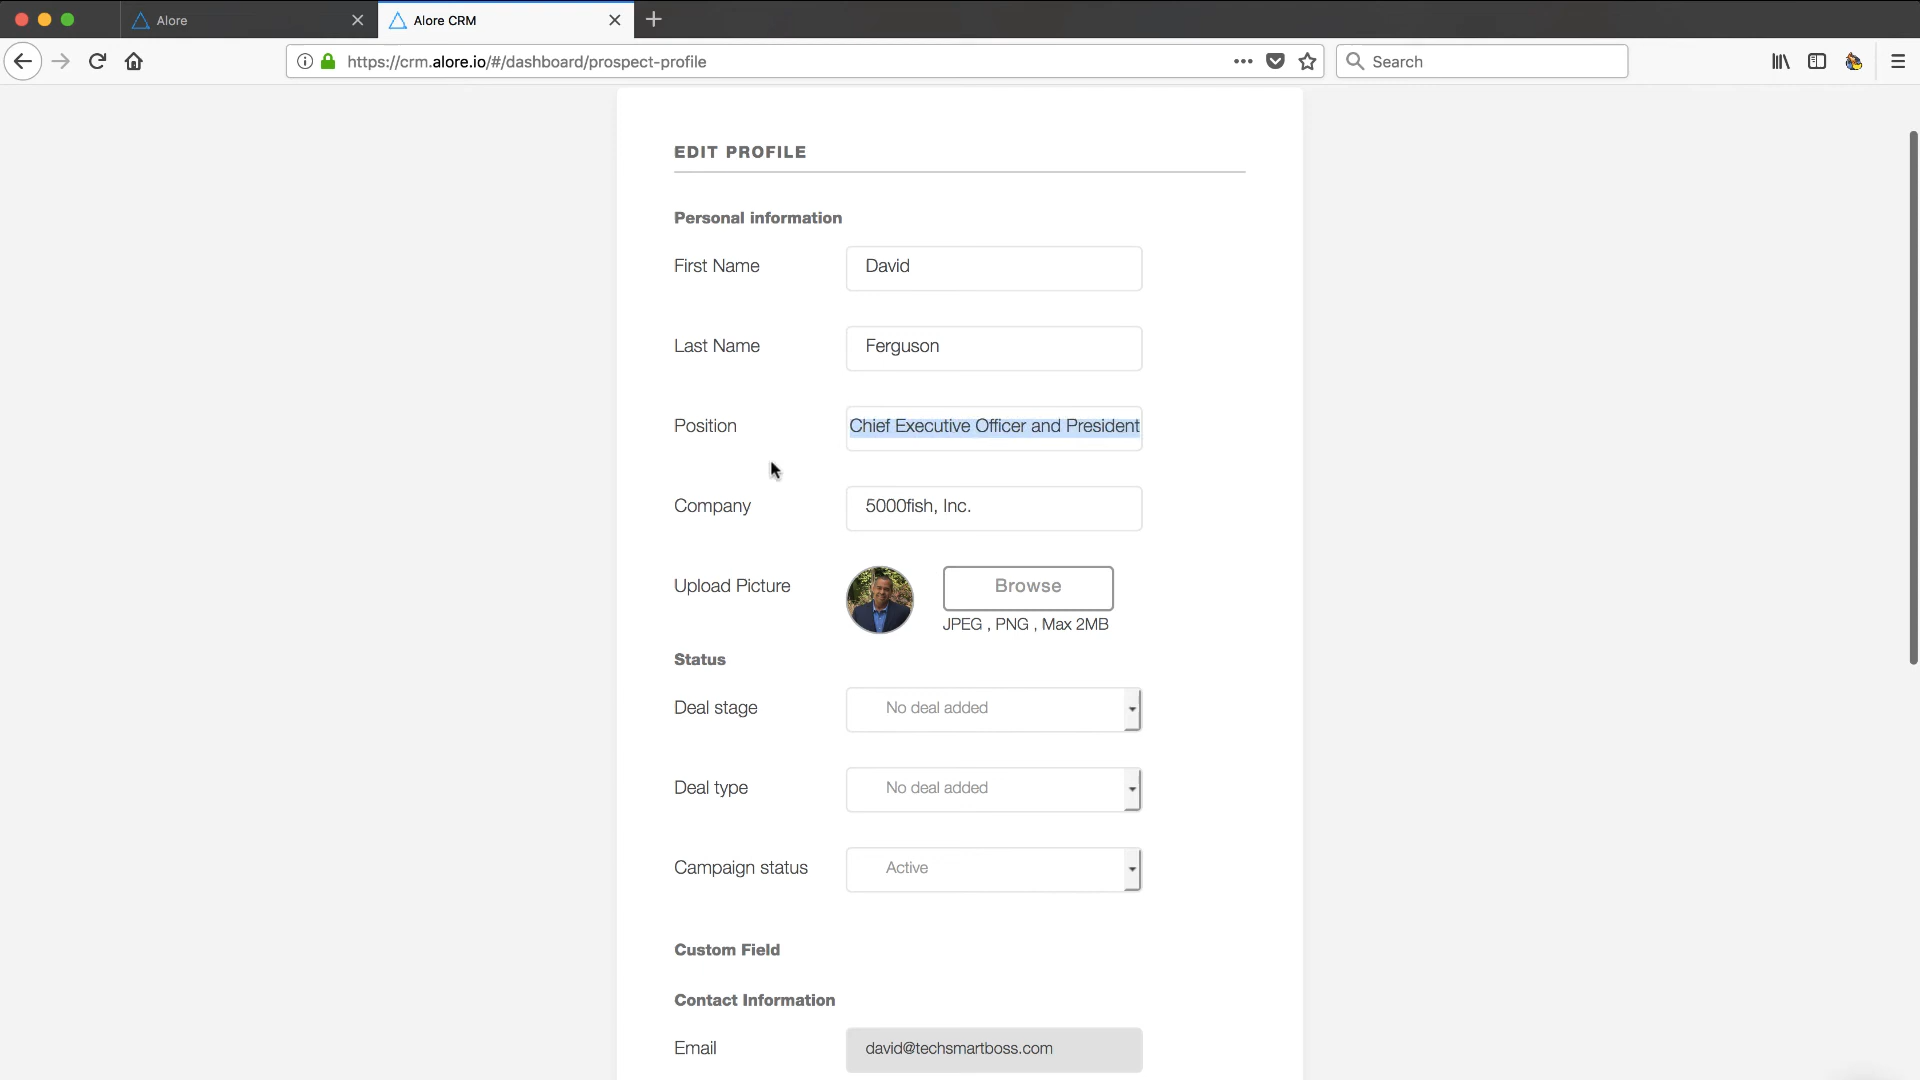 Alore
Alore CRM
https://crm.alore.io/#/dashboard/prospect-profile
Search
EDIT PROFILE
Personal information
First Name David
Last Name Ferguson
Position Chief Executive Officer and President
Company 5000fish, Inc.
Upload Picture Browse
JPEG , PNG , Max 2MB
Status
Deal stage No deal added
Deal type No deal added
Campaign status Active
Custom Field
Contact Information
Email david@techsmartboss.com